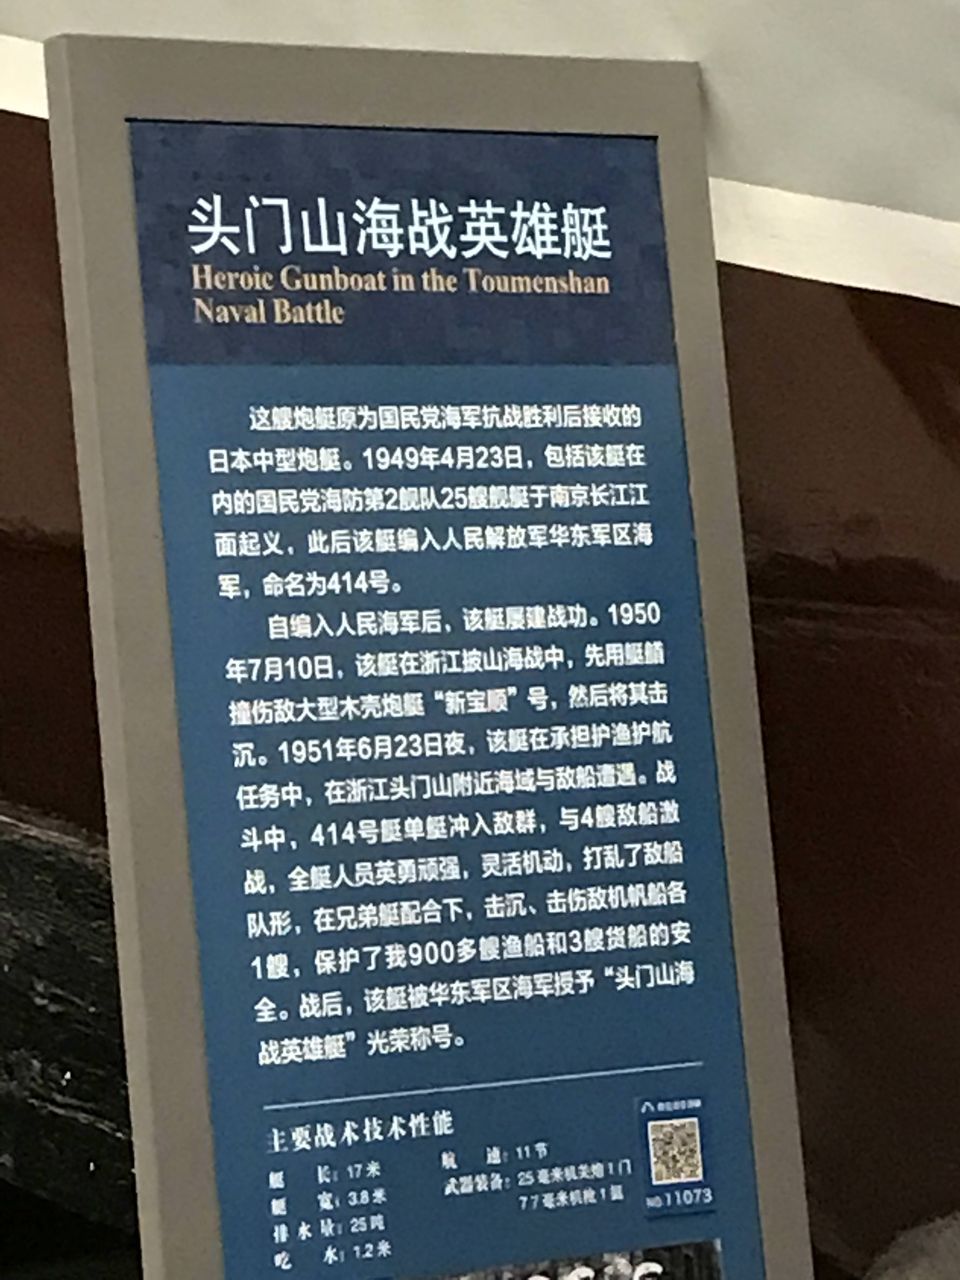 头门山海战英雄艇
Heroic Gunboat in the Toumenshan
Naval Battle
这艘炮艇原为国民党海军抗战胜利后接收的
日本中型炮艇。1949年4月23日，包括该艇在
内的国民党海防第2舰队25艘舰艇于南京长江江
面起义，此后该艇编入人民解放军华东军区海
军，命名为414号。
自编入人民海军后，该艇屡建战功。1950
年7月10日，该艇在浙江披山海战中，先用艇艏
撞伤敌大型木壳炮艇“新宝顺”号，然后将其击
沉。1951年6月23日夜，该艇在承担护渔护航
任务中，在浙江头门山附近海域与敌船遭遇。战
斗中，414号艇单艇冲入敌群，与4艘敌船激
战，全艇人员英勇顽强，灵活机动，打乱了敌船
队形，在兄弟艇配合下，击沉、击伤敌机帆船各
1艘，保护了我900多艘渔船和3艘货船的安
全。战后，该艇被华东军区海军授予“头门山海
战英雄艇”光荣称号。
主要战术技术性能
艇 长：17米
艇 宽：3.8米
排水量：25吨
吃 水：1.2米
航 速：11节
武器装备：25毫米机关炮1门
7.7毫米机枪1挺
NO 11073